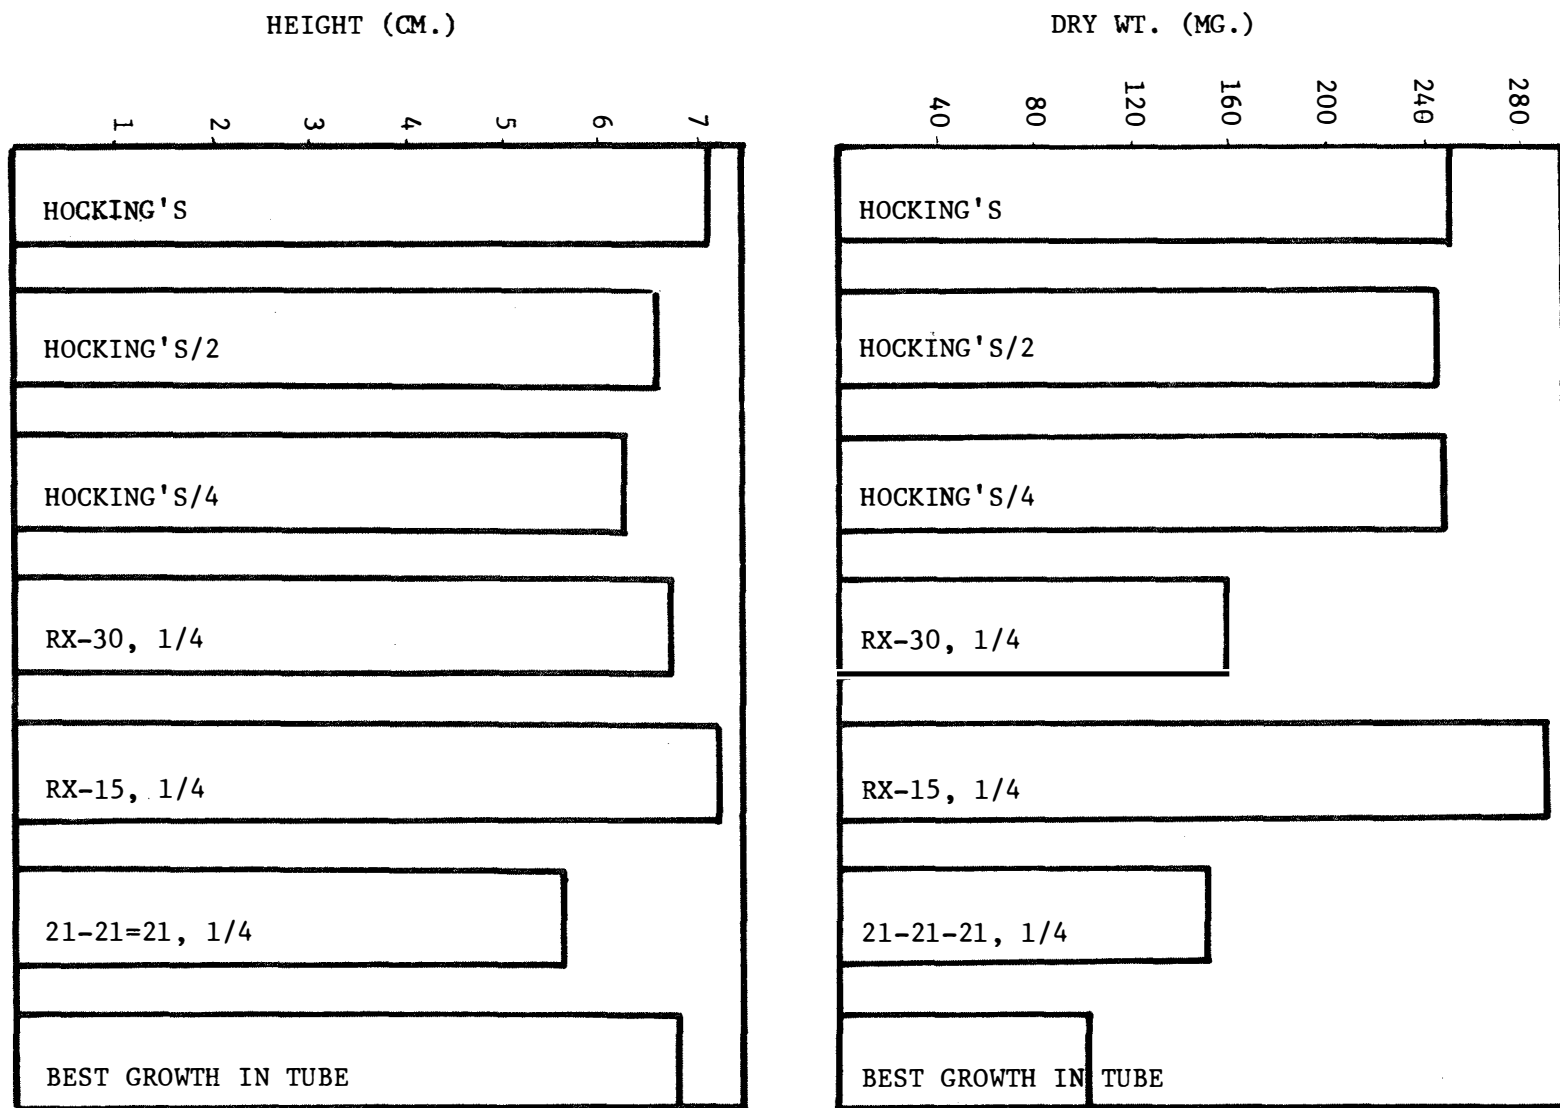 HEIGHT (CM.)
1 2 3 4 5 6 7
HOCKING'S
HOCKING'S/2
HOCKING'S/4
RX-30, 1/4
RX-15, 1/4
21-21=21, 1/4
BEST GROWTH IN TUBE
DRY WT. (MG.)
40 80 120 160 200 240 280
HOCKING'S
HOCKING'S/2
HOCKING'S/4
RX-30, 1/4
RX-15, 1/4
21-21-21, 1/4
BEST GROWTH IN TUBE